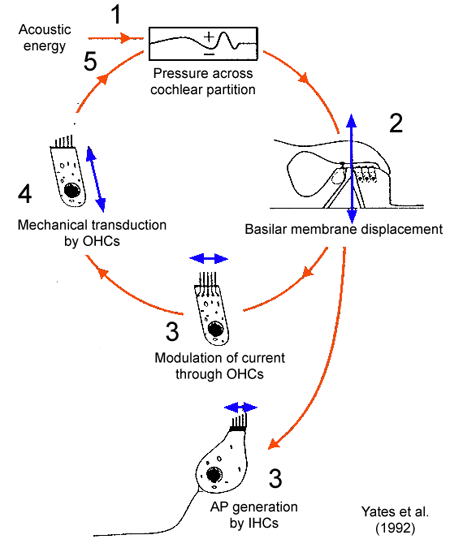 1
Acoustic
energy
+
−
5
Pressure across
cochlear partition
2
Basilar membrane displacement
4
Mechanical transduction
by OHCs
3
Modulation of current
through OHCs
3
AP generation
by IHCs
Yates et al.
(1992)